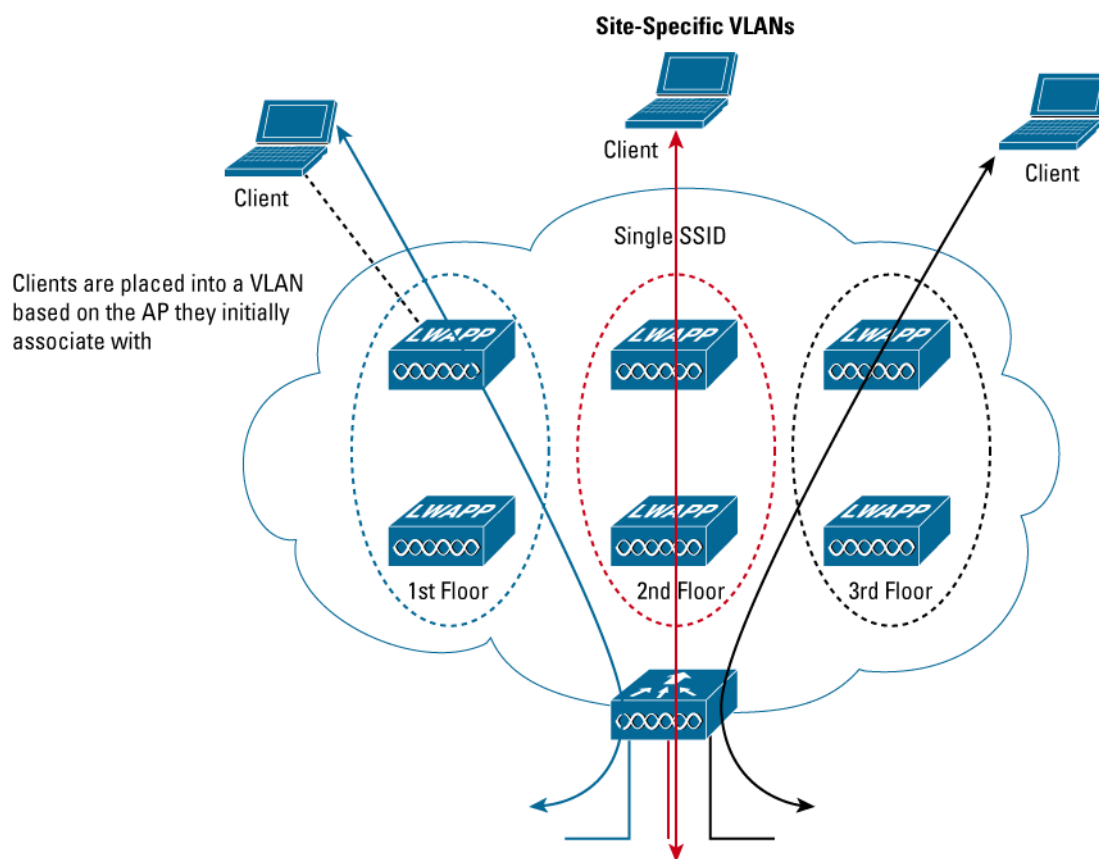 Site-Specific VLANs
Client
Client
Client
Single SSID
Clients are placed into a VLAN
based on the AP they initially
associate with
LWAPP
LWAPP
LWAPP
LWAPP
LWAPP
LWAPP
1st Floor
2nd Floor
3rd Floor